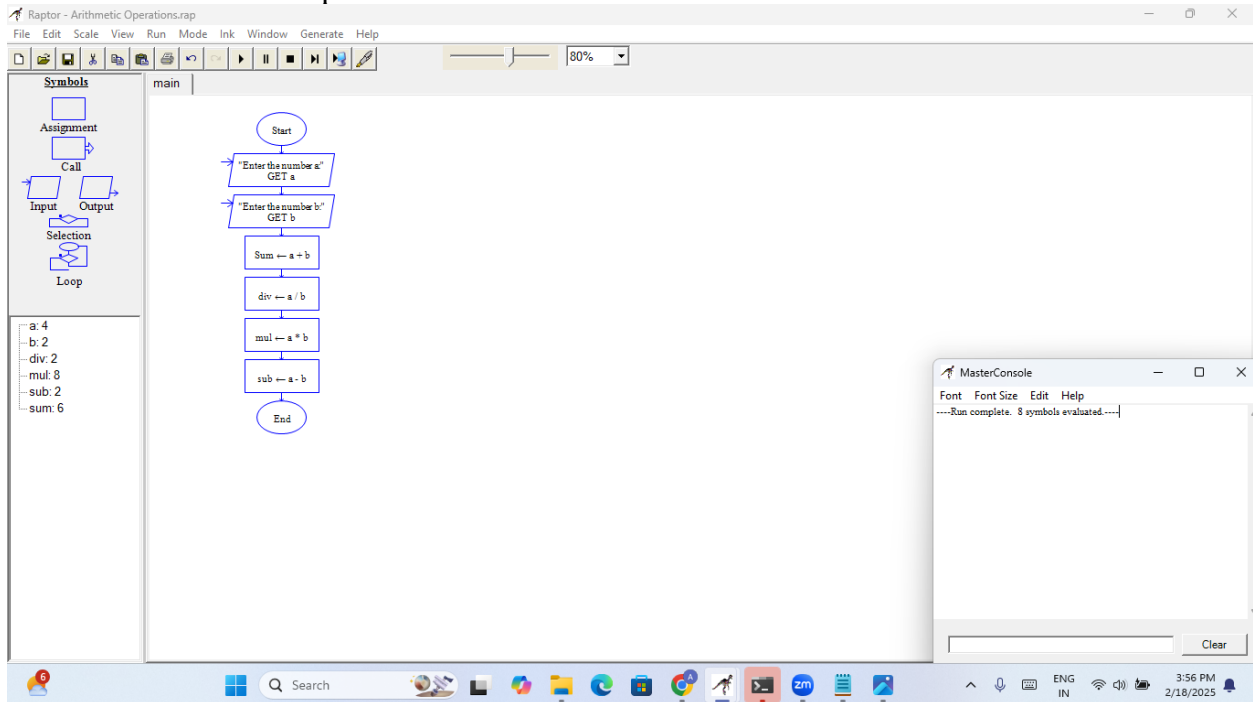 Raptor - Arithmetic Operations.rap
File Edit Scale View Run Mode Ink Window Generate Help
80%
Symbols
main
Assignment
Call
Input Output
Selection
Loop
Start
"Enter the number a:"
GET a
"Enter the number b:"
GET b
Sum ← a + b
div ← a / b
mul ← a * b
sub ← a - b
End
a: 4
b: 2
div: 2
mul: 8
sub: 2
sum: 6
MasterConsole
Font Font Size Edit Help
----Run complete. 8 symbols evaluated.----
Clear
6
Search
zm
A
ENG
IN
3:56 PM
2/18/2025